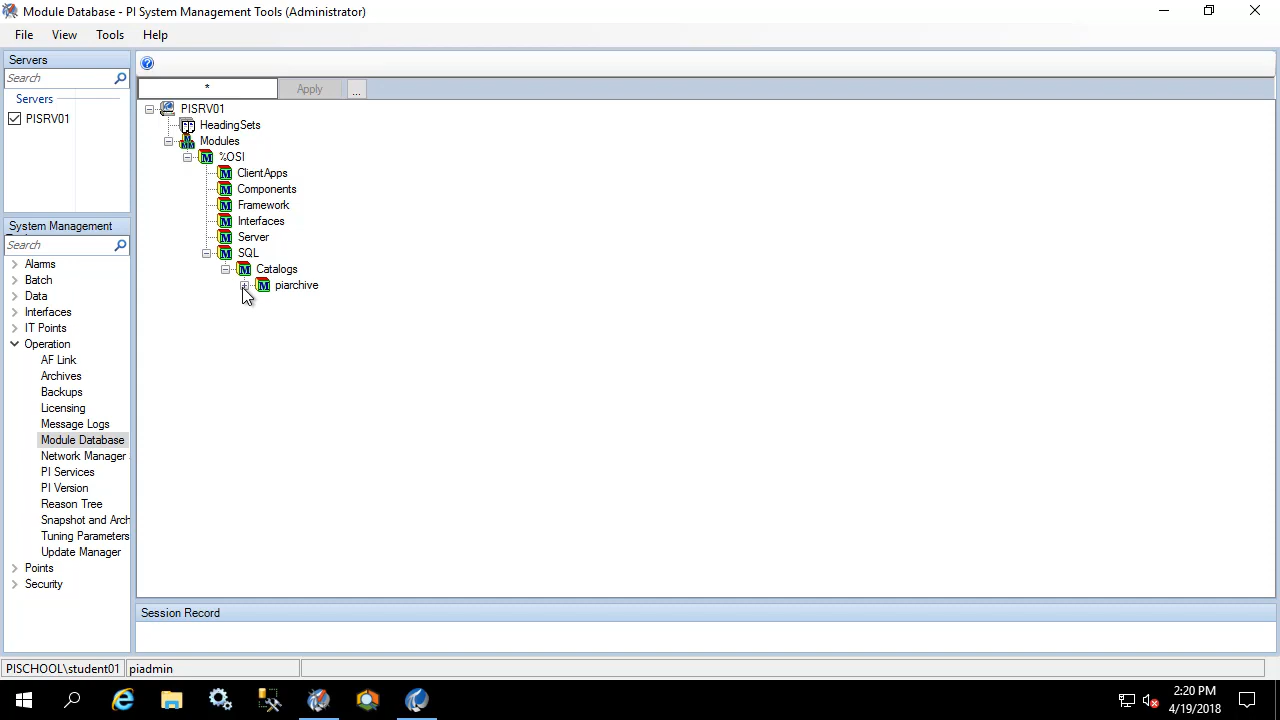 Module Database - PI System Management Tools (Administrator)
File View Tools Help
Servers
Search
Servers
PISRV01
System Management
Search
Alarms
Batch
Data
Interfaces
IT Points
Operation
AF Link
Archives
Backups
Licensing
Message Logs
Module Database
Network Manager
PI Services
PI Version
Reason Tree
Snapshot and Arch
Tuning Parameters
Update Manager
Points
Security
* Apply ...
PISRV01
HeadingSets
Modules
%OSI
ClientApps
Components
Framework
Interfaces
Server
SQL
Catalogs
piarchive
Session Record
PISCHOOL\student01 piadmin
2:20 PM
4/19/2018